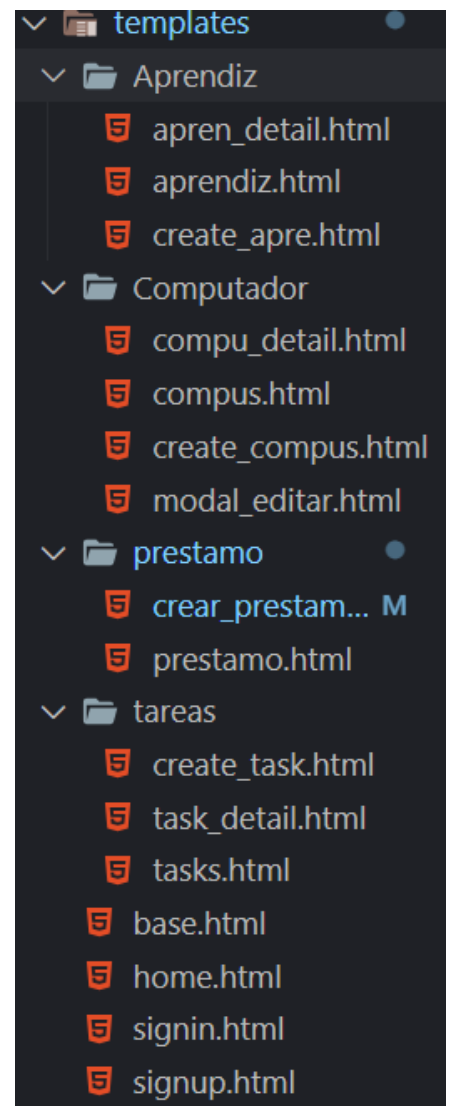 templates
Aprendiz
apren_detail.html
aprendiz.html
create_apre.html
Computador
compu_detail.html
compus.html
create_compus.html
modal_editar.html
prestamo
crear_prestam... M
prestamo.html
tareas
create_task.html
task_detail.html
tasks.html
base.html
home.html
signin.html
signup.html